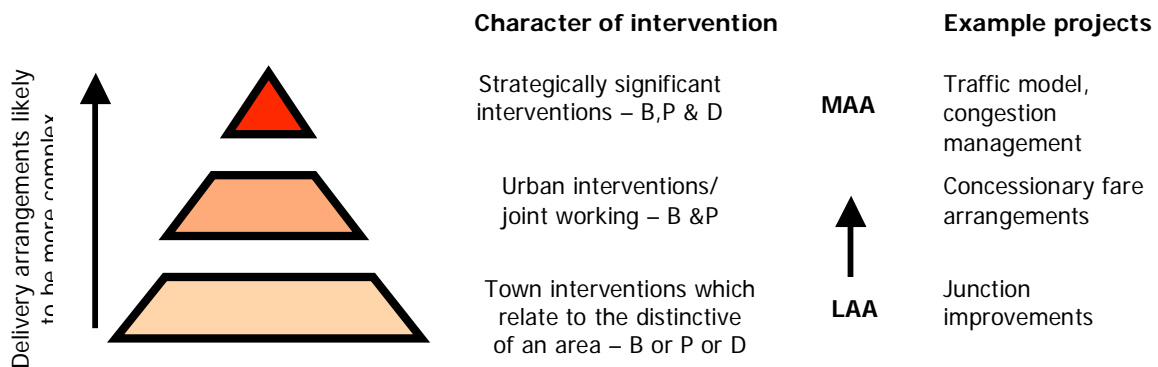 Character of intervention
Example projects
Delivery arrangements likely
to be more complex
Strategically significant
interventions – B,P & D
MAA
Traffic model,
congestion
management
Urban interventions/
joint working – B &P
Concessionary fare
arrangements
Town interventions which
relate to the distinctive
of an area – B or P or D
LAA
Junction
improvements